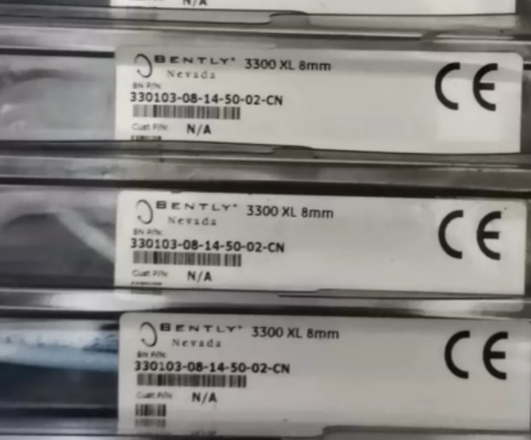 N/A
BENTLY 3300 XL 8mm
Nevada
BN P/N:
330103-08-14-50-02-CN
Cust P/N: N/A
CE
BENTLY 3300 XL 8mm
Nevada
BN P/N:
330103-08-14-50-02-CN
Cust P/N: N/A
CE
BENTLY 3300 XL 8mm
Nevada
BN P/N:
330103-08-14-50-02-CN
Cust P/N: N/A
CE